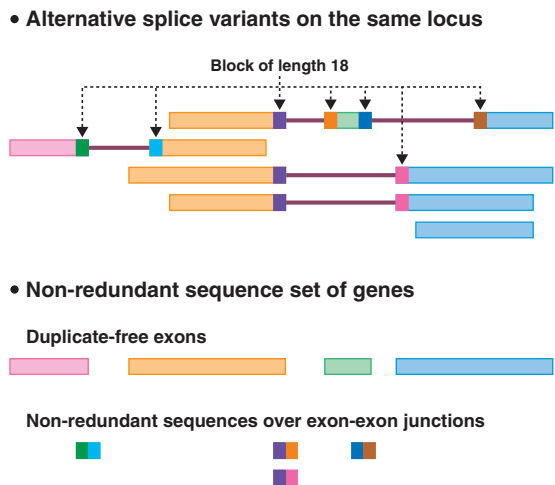 • Alternative splice variants on the same locus
Block of length 18
• Non-redundant sequence set of genes
Duplicate-free exons
Non-redundant sequences over exon-exon junctions